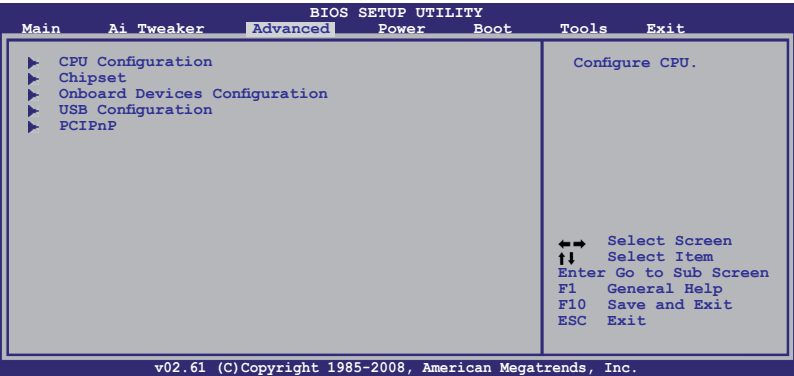 BIOS SETUP UTILITY
Main Ai Tweaker Advanced Power Boot Tools Exit
CPU Configuration
Chipset
Onboard Devices Configuration
USB Configuration
PCIPnP
Configure CPU.
←→ Select Screen
↑↓ Select Item
Enter Go to Sub Screen
F1 General Help
F10 Save and Exit
ESC Exit
v02.61 (C)Copyright 1985-2008, American Megatrends, Inc.